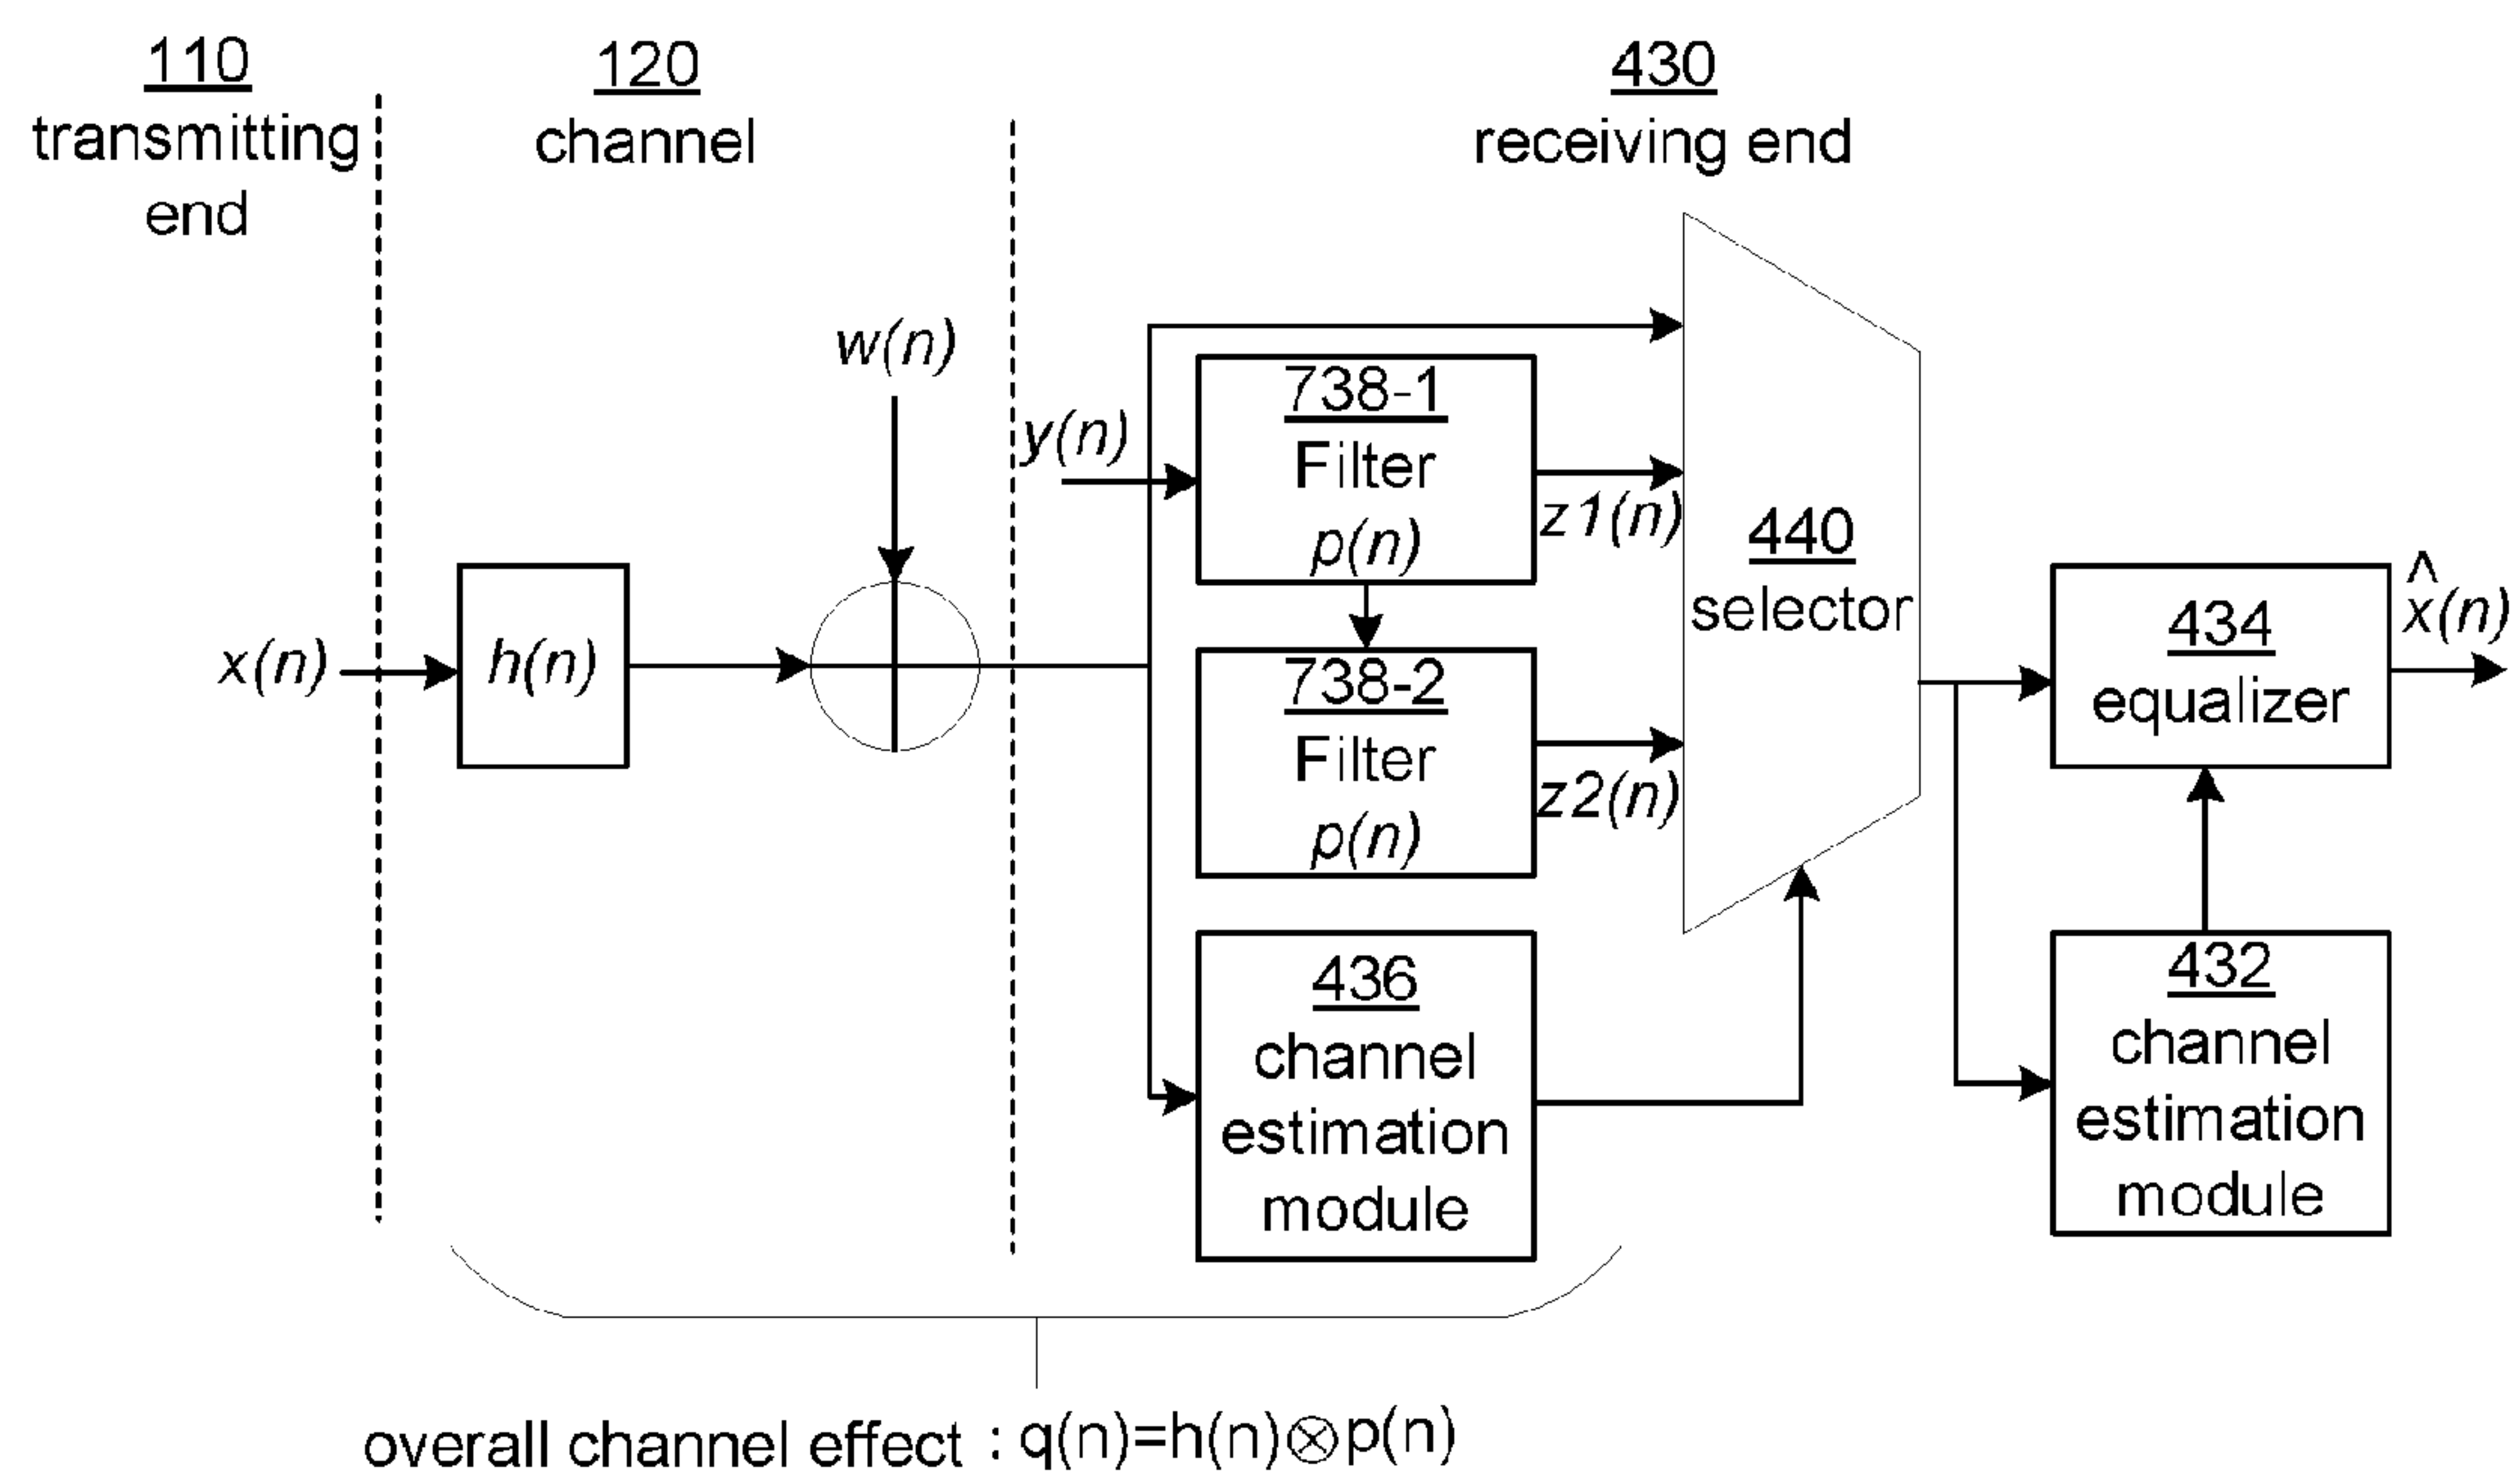 110
transmitting
end
120
channel
430
receiving end
w(n)
y(n)
738-1
Filter
p(n)
z1(n)
440
selector
x(n)
h(n)
738-2
Filter
p(n)
z2(n)
434
equalizer
^
x(n)
436
channel
estimation
module
432
channel
estimation
module
overall channel effect : q(n)=h(n)⊗p(n)